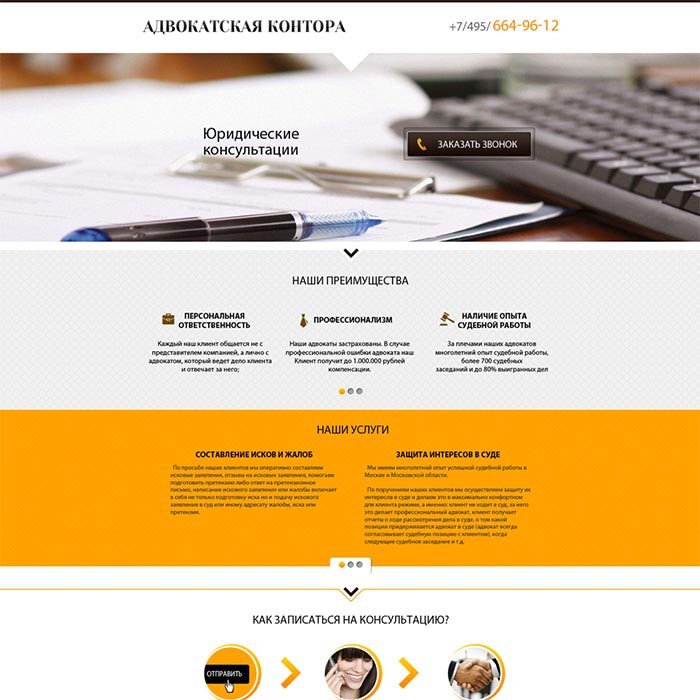 АДВОКАТСКАЯ КОНТОРА
+7/495/ 664-96-12
Юридические
консультации
ЗАКАЗАТЬ ЗВОНОК
НАШИ ПРЕИМУЩЕСТВА
ПЕРСОНАЛЬНАЯ
ОТВЕТСТВЕННОСТЬ
Каждый наш клиент общается не с
представителем компанией, а лично с
адвокатом, который ведет дело клиента
и отвечает за него;
ПРОФЕССИОНАЛИЗМ
Наши адвокаты застрахованы. В случае
профессиональной ошибки адвоката наш
Клиент получит до 1.000.000 рублей
компенсации.
НАЛИЧИЕ ОПЫТА
СУДЕБНОЙ РАБОТЫ
За плечами наших адвокатов
многолетний опыт судебной работы,
более 700 судебных
заседаний и до 80% выигранных дел
НАШИ УСЛУГИ
СОСТАВЛЕНИЕ ИСКОВ И ЖАЛОБ
По просьбе наших клиентов мы оперативно составляем
исковые заявления, отзывы на исковые заявления, помогаем
подготовить претензию либо ответ на претензионное
письмо, написание искового заявления или жалобы включает
в себя не только подготовку иска но и подачу искового
заявления в суд или иному адресату жалобы, иска или
претензии.
ЗАЩИТА ИНТЕРЕСОВ В СУДЕ
Мы имеем многолетний опыт успешной судебной работы в
Москве и Московской области.
По поручениям наших клиентов мы осуществляем защиту их
интересов в суде и делаем это в максимально комфортном
для клиента режиме, а именно: клиент не ходит в суд, за него
это делает профессиональный адвокат, клиент получает
отчеты о ходе рассмотрения дела в суде, о том какой
позиции придерживается адвокат в суде (адвокат всегда
согласовывает судебную позицию с клиентом), когда
следующее судебное заседание и т.д.
КАК ЗАПИСАТЬСЯ НА КОНСУЛЬТАЦИЮ?
ОТПРАВИТЬ